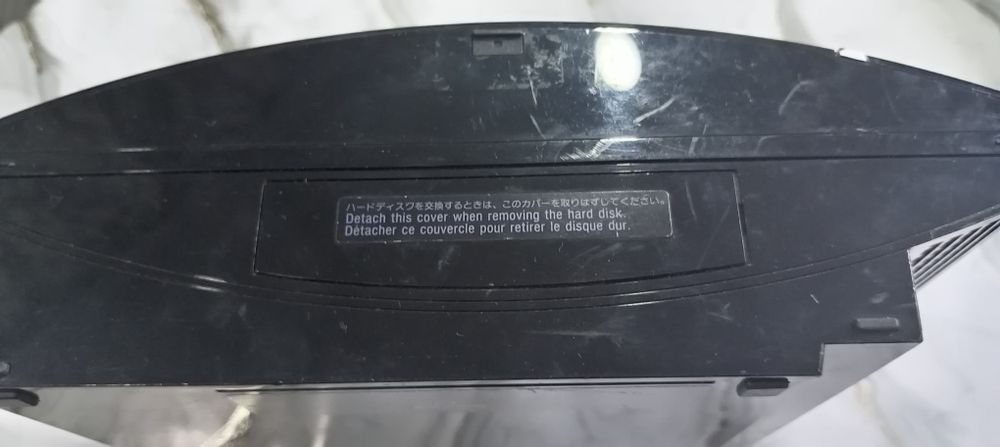 ハードディスクを交換するときは、このカバーを取りはずしてください。
Detach this cover when removing the hard disk.
Détacher ce couvercle pour retirer le disque dur.